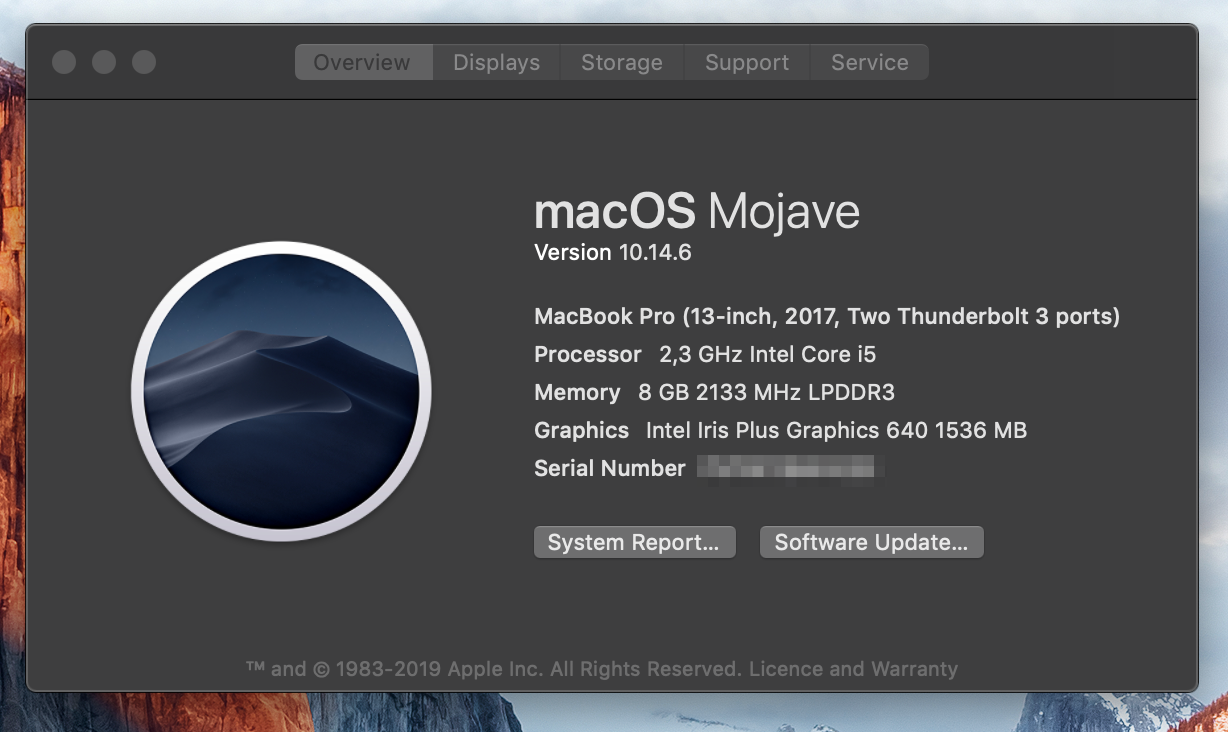 Overview Displays Storage Support Service
macOS Mojave
Version 10.14.6
MacBook Pro (13-inch, 2017, Two Thunderbolt 3 ports)
Processor 2,3 GHz Intel Core i5
Memory 8 GB 2133 MHz LPDDR3
Graphics Intel Iris Plus Graphics 640 1536 MB
Serial Number
System Report... Software Update...
™ and © 1983-2019 Apple Inc. All Rights Reserved. Licence and Warranty